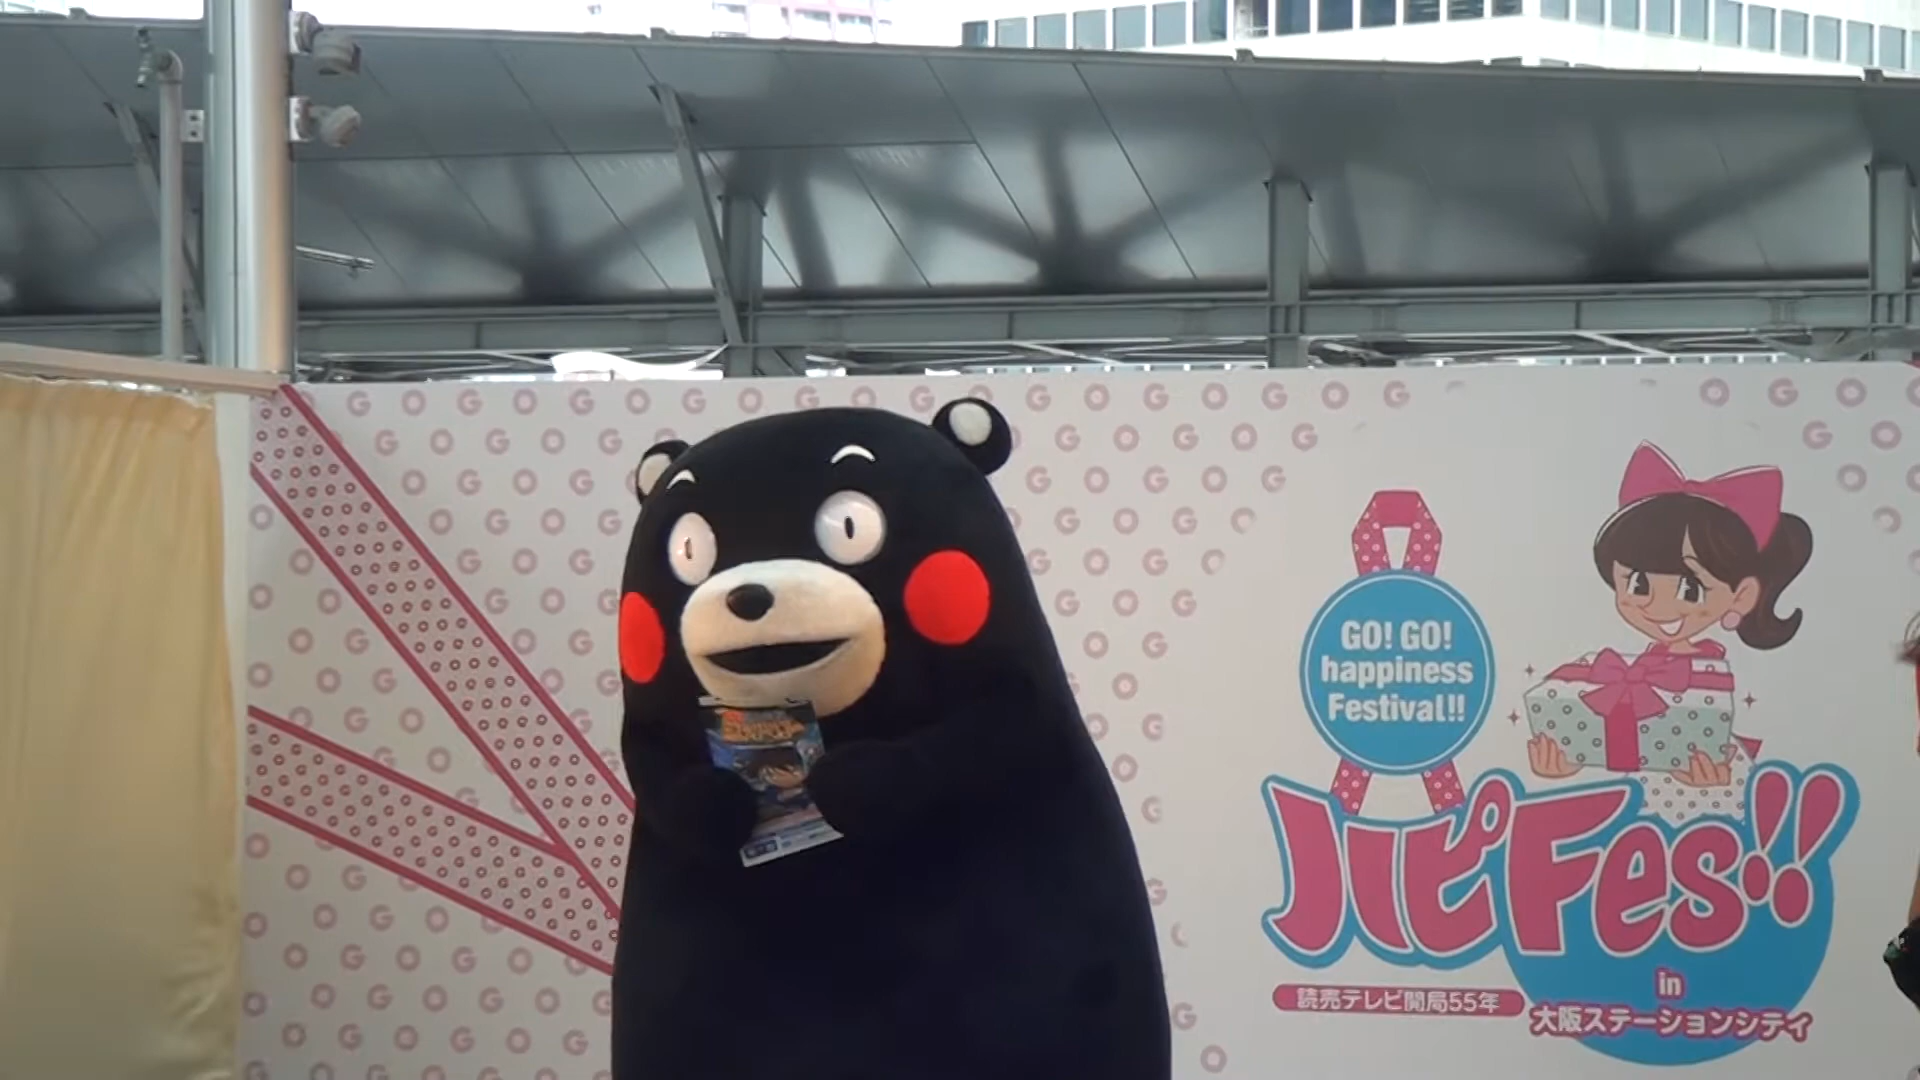 GO! GO!
happiness
Festival!!
ハピFes!!
読売テレビ開局55年
in
大阪ステーションシティ